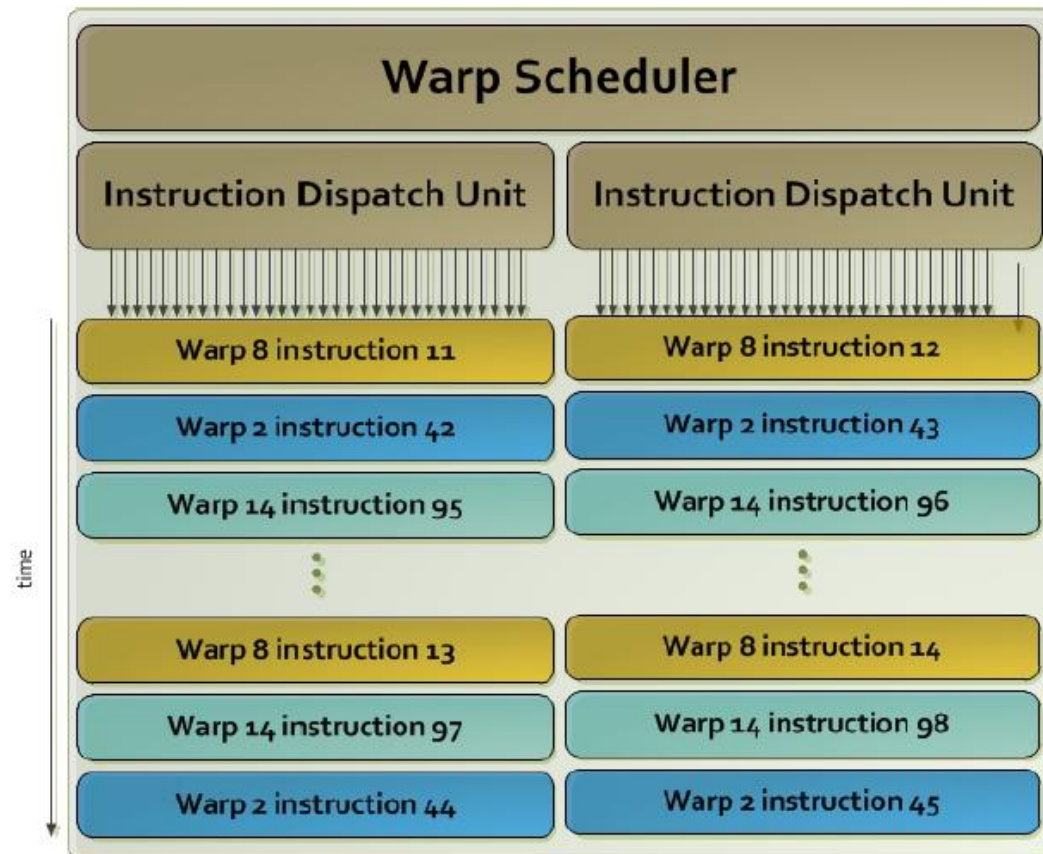 Warp Scheduler
Instruction Dispatch Unit
Instruction Dispatch Unit
Warp 8 instruction 11
Warp 8 instruction 12
Warp 2 instruction 42
Warp 2 instruction 43
Warp 14 instruction 95
Warp 14 instruction 96
time
Warp 8 instruction 13
Warp 8 instruction 14
Warp 14 instruction 97
Warp 14 instruction 98
Warp 2 instruction 44
Warp 2 instruction 45